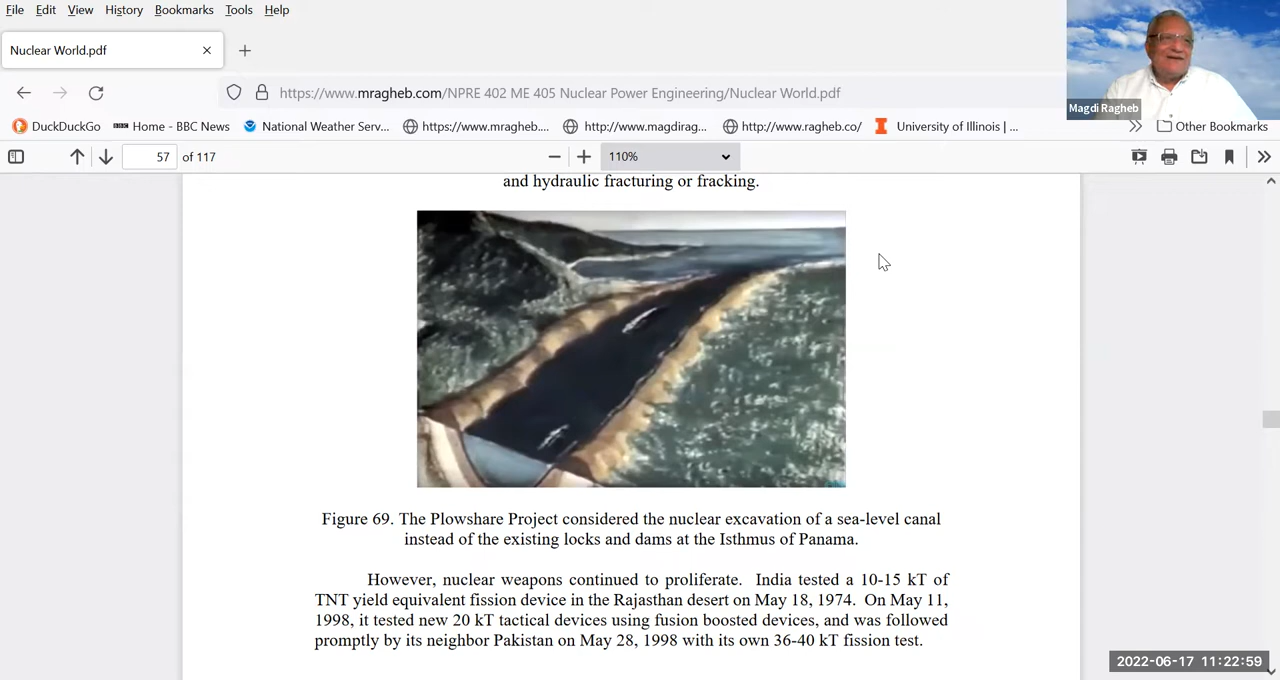 File Edit View History Bookmarks Tools Help
Nuclear World.pdf
https://www.mragheb.com/NPRE 402 ME 405 Nuclear Power Engineering/Nuclear World.pdf
Magdi Ragheb
DuckDuckGo BBC Home - BBC News National Weather Serv... https://www.mragheb.... http://www.magdirag... http://www.ragheb.co/ University of Illinois | ... Other Bookmarks
57 of 117 110%
and hydraulic fracturing or fracking.
Figure 69. The Plowshare Project considered the nuclear excavation of a sea-level canal
instead of the existing locks and dams at the Isthmus of Panama.
However, nuclear weapons continued to proliferate. India tested a 10-15 kT of
TNT yield equivalent fission device in the Rajasthan desert on May 18, 1974. On May 11,
1998, it tested new 20 kT tactical devices using fusion boosted devices, and was followed
promptly by its neighbor Pakistan on May 28, 1998 with its own 36-40 kT fission test.
2022-06-17 11:22:59